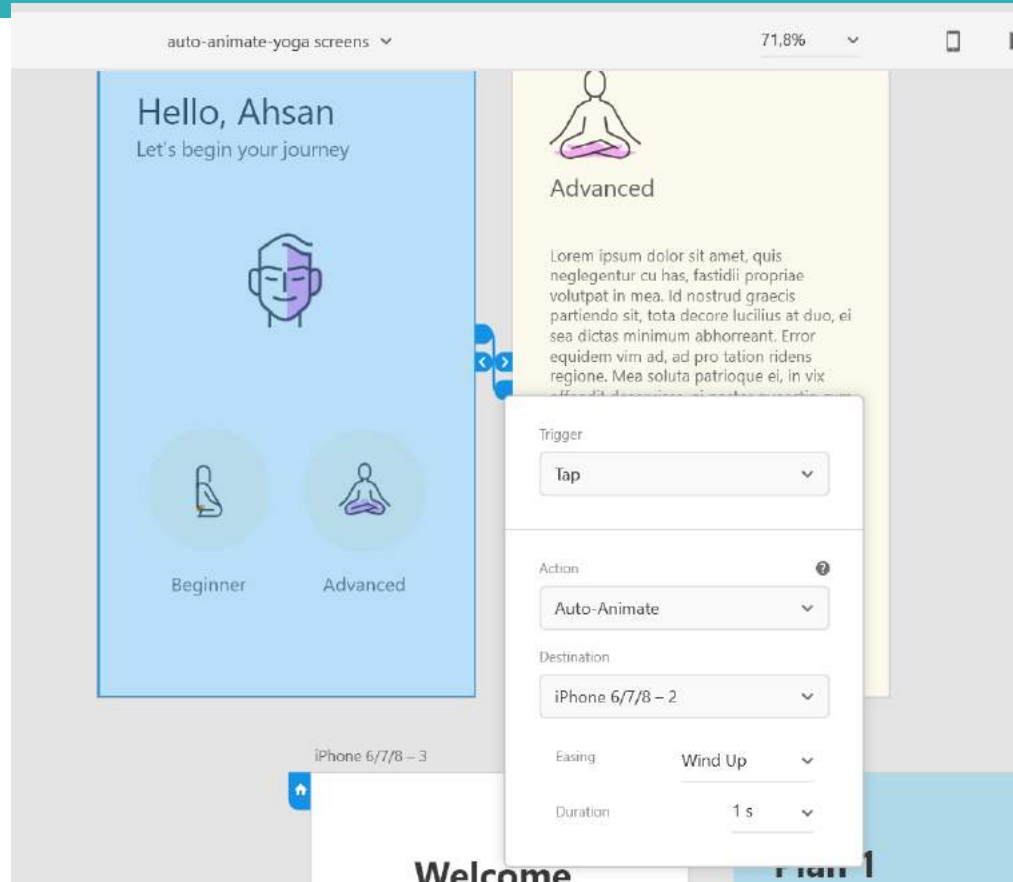 auto-animate-yoga screens
71,8%
Hello, Ahsan
Let's begin your journey
Beginner
Advanced
Advanced
Lorem ipsum dolor sit amet, quis
neglegentur cu has, fastidii propriae
volutpat in mea. Id nostrud graecis
partiendo sit, tota decore lucilius at duo, ei
sea dictas minimum abhorreant. Error
equidem vim ad, ad pro tation ridens
regione. Mea soluta patrioque ei, in vix
Trigger
Tap
Action
Auto-Animate
Destination
iPhone 6/7/8 – 2
Easing
Wind Up
Duration
1 s
iPhone 6/7/8 – 3
Welcome
Plan 1